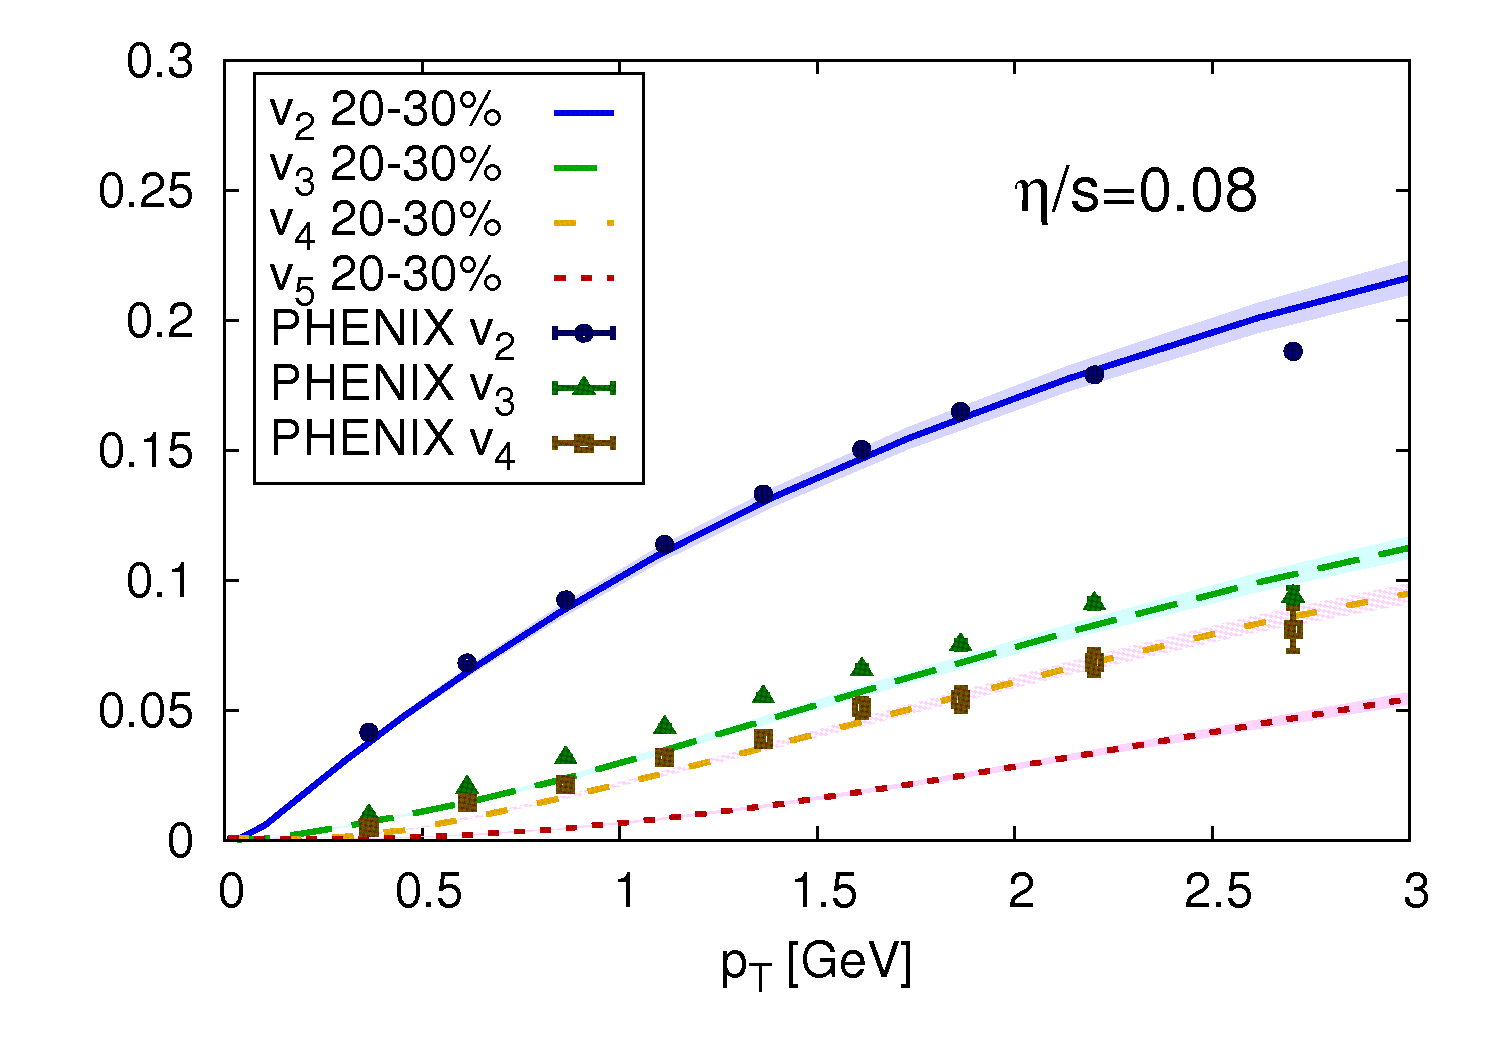 0.3
0.25
0.2
0.15
0.1
0.05
0
v2 20-30%
v3 20-30%
v4 20-30%
v5 20-30%
PHENIX v2
PHENIX v3
PHENIX v4
η/s=0.08
0 0.5 1 1.5 2 2.5 3
pT [GeV]